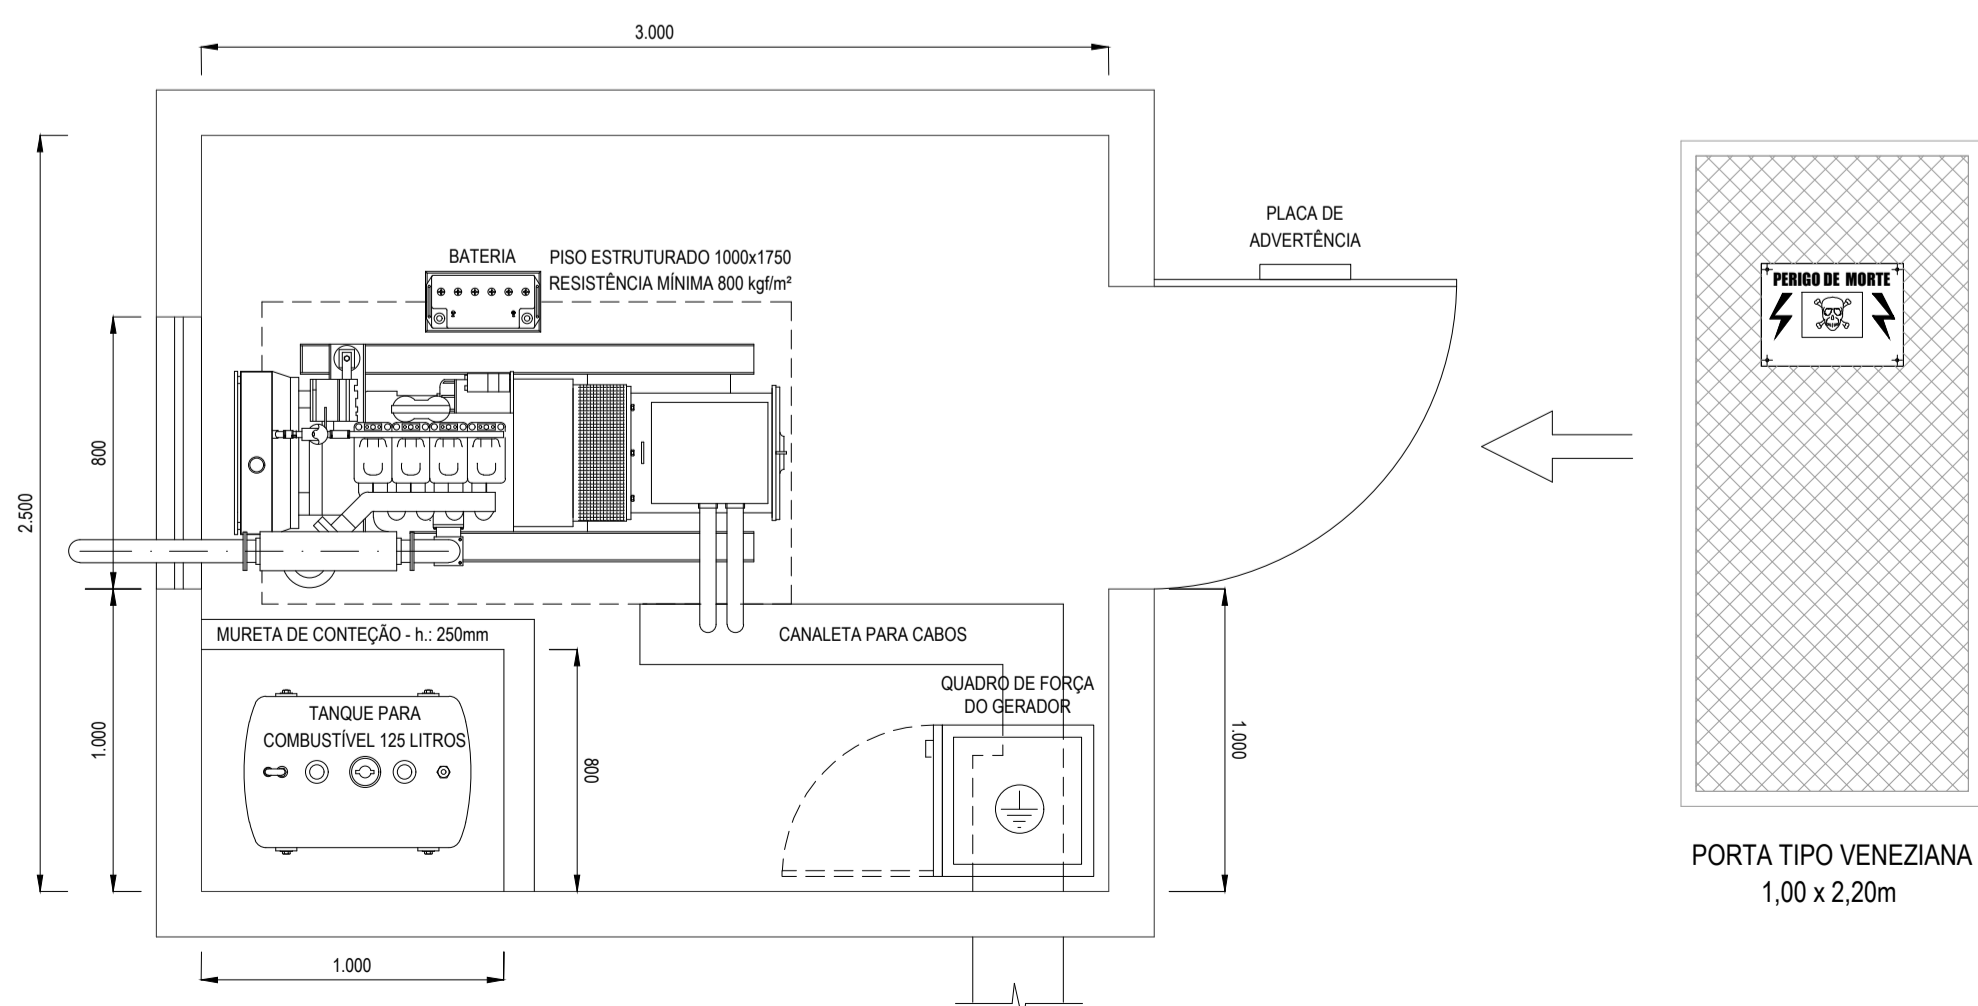 3.000
PLACA DE
ADVERTÊNCIA
BATERIA
PISO ESTRUTURADO 1000x1750
RESISTÊNCIA MÍNIMA 800 kgf/m²
PERIGO DE MORTE
800
2.500
MURETA DE CONTEÇÃO - h.: 250mm
CANALETA PARA CABOS
QUADRO DE FORÇA
DO GERADOR
TANQUE PARA
COMBUSTÍVEL 125 LITROS
1.000
800
1.000
PORTA TIPO VENEZIANA
1,00 x 2,20m
1.000